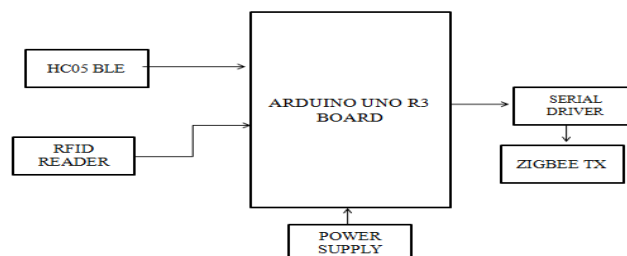 HC05 BLE
ARDUINO UNO R3
BOARD
SERIAL
DRIVER
RFID
READER
ZIGBEE TX
POWER
SUPPLY